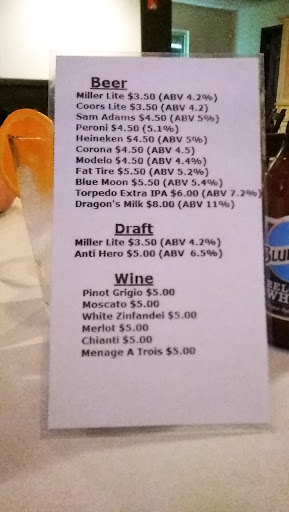 Beer
Miller Lite $3.50 (ABV 4.2%)
Coors Lite $3.50 (ABV 4.2)
Sam Adams $4.50 (ABV 5%)
Peroni $4.50 (5.1%)
Heineken $4.50 (ABV 5%)
Corona $4.50 (ABV 4.5)
Modelo $4.50 (ABV 4.4%)
Fat Tire $5.50 (ABV 5.2%)
Blue Moon $5.50 (ABV 5.4%)
Torpedo Extra IPA $6.00 (ABV 7.2%)
Dragon's Milk $8.00 (ABV 11%)
Draft
Miller Lite $3.50 (ABV 4.2%)
Anti Hero $5.00 (ABV 6.5%)
Wine
Pinot Grigio $5.00
Moscato $5.00
White Zinfandel $5.00
Merlot $5.00
Chianti $5.00
Menage A Trois $5.00
BLU
BEL
WH